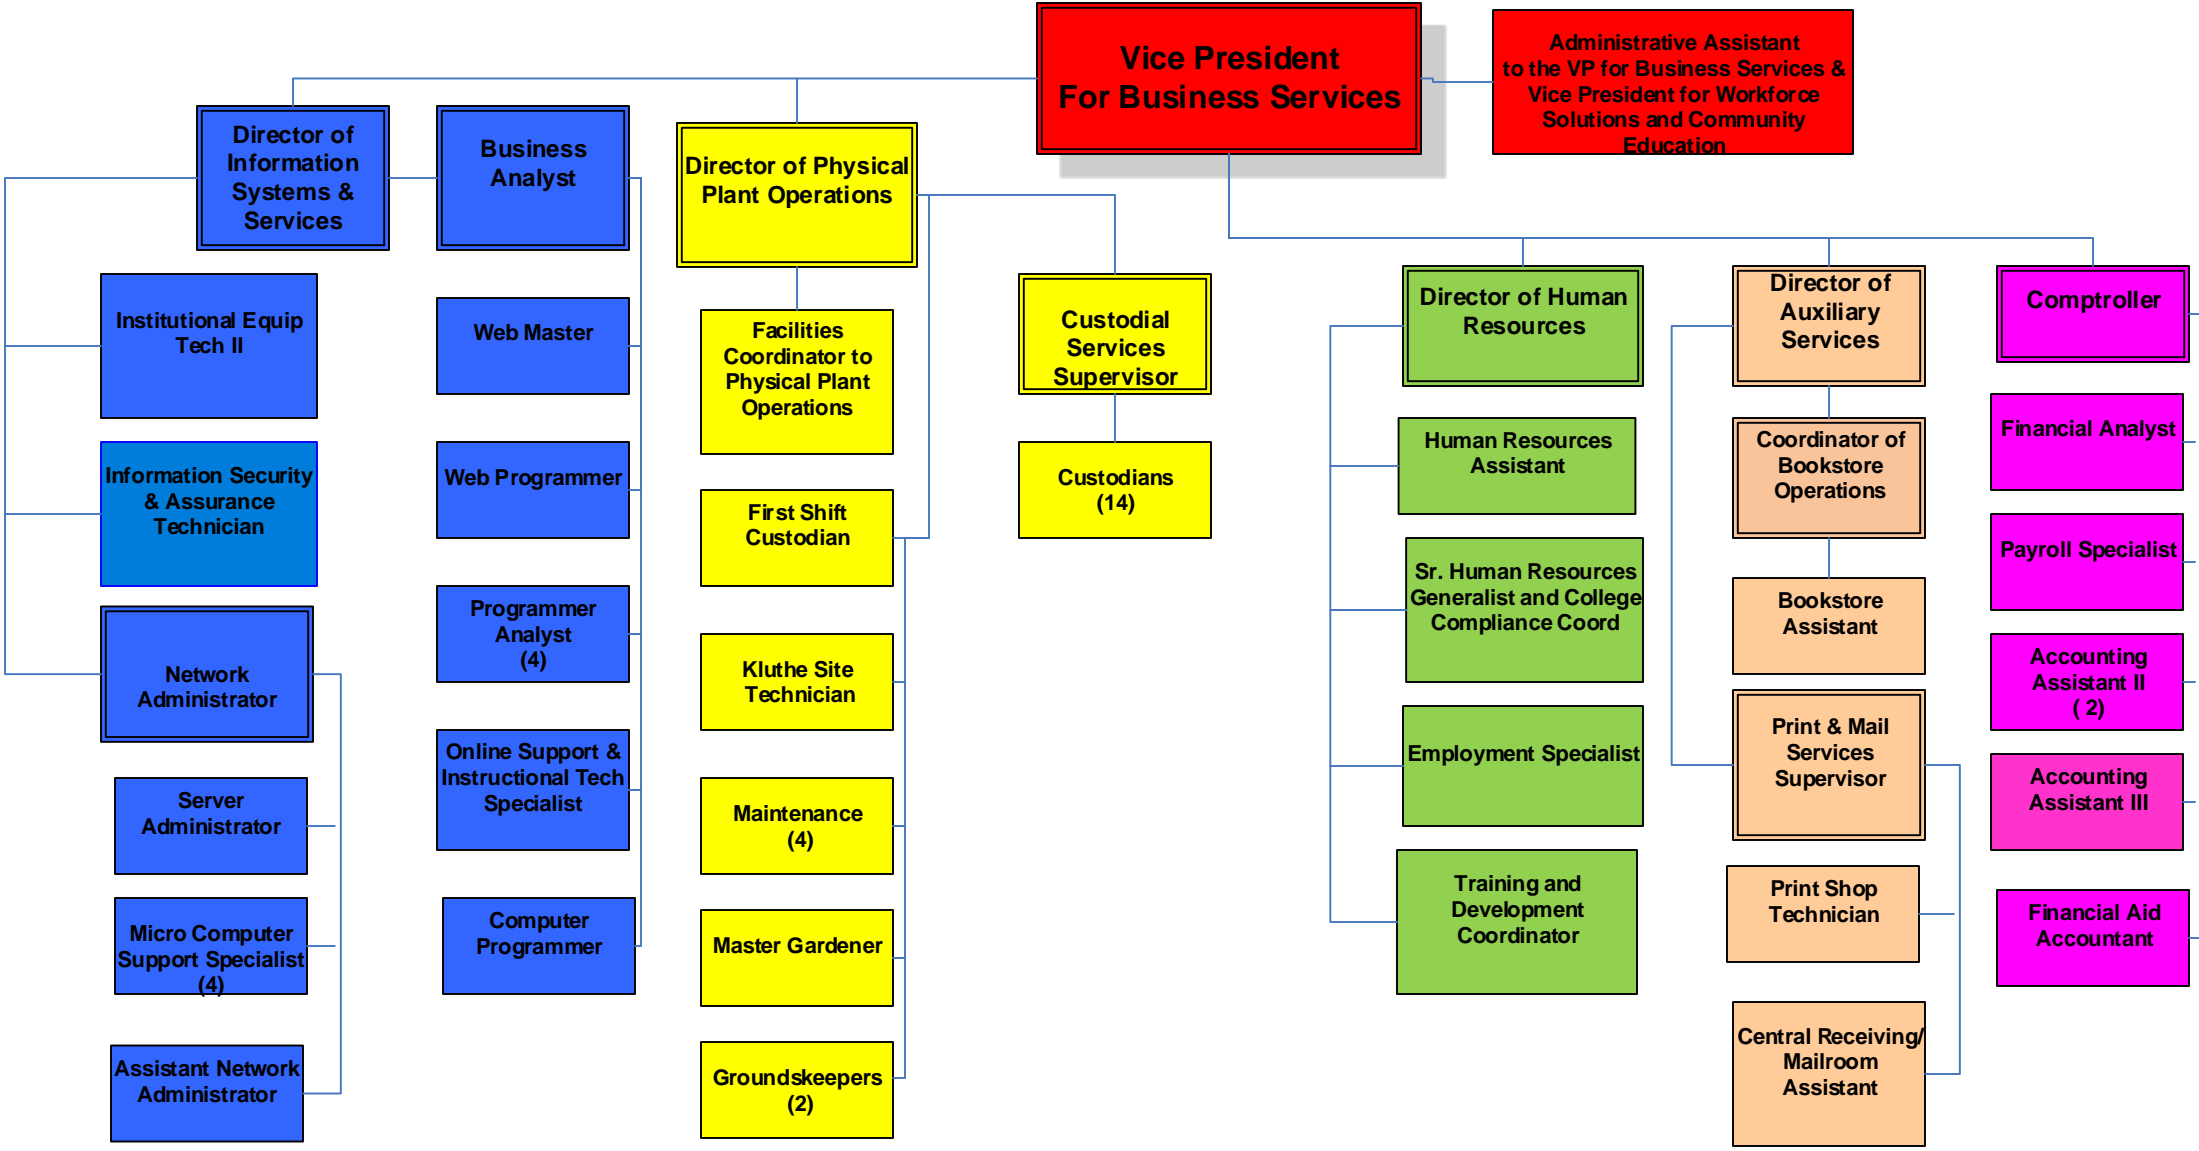 Vice President
For Business Services
Administrative Assistant
to the VP for Business Services &
Vice President for Workforce
Solutions and Community
Education
Director of
Information
Systems &
Services
Business
Analyst
Director of Physical
Plant Operations
Institutional Equip
Tech II
Information Security
& Assurance
Technician
Network
Administrator
Server
Administrator
Micro Computer
Support Specialist
(4)
Assistant Network
Administrator
Web Master
Web Programmer
Programmer
Analyst
(4)
Online Support &
Instructional Tech
Specialist
Computer
Programmer
Facilities
Coordinator to
Physical Plant
Operations
First Shift
Custodian
Kluthe Site
Technician
Maintenance
(4)
Master Gardener
Groundskeepers
(2)
Custodial
Services
Supervisor
Custodians
(14)
Director of Human
Resources
Human Resources
Assistant
Sr. Human Resources
Generalist and College
Compliance Coord
Employment Specialist
Training and
Development
Coordinator
Director of
Auxiliary
Services
Coordinator of
Bookstore
Operations
Bookstore
Assistant
Print & Mail
Services
Supervisor
Print Shop
Technician
Central Receiving/
Mailroom
Assistant
Comptroller
Financial Analyst
Payroll Specialist
Accounting
Assistant II
( 2)
Accounting
Assistant III
Financial Aid
Accountant